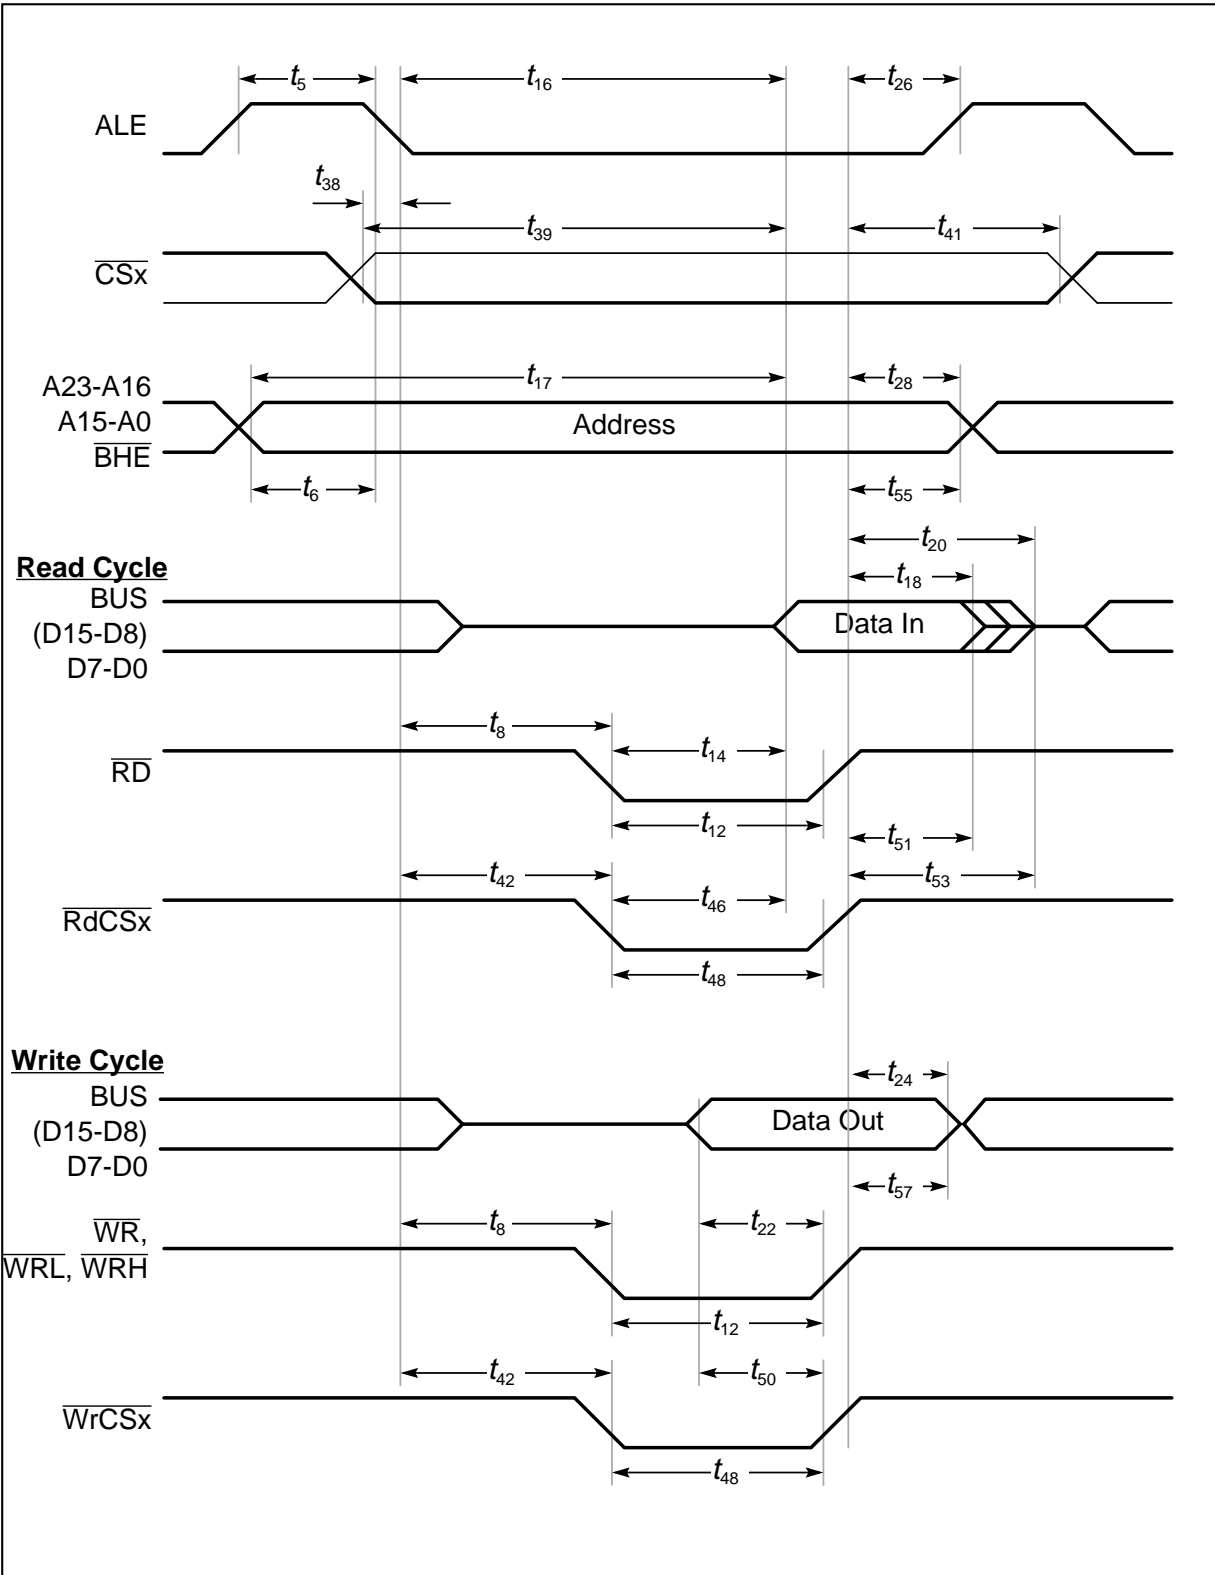 t5 t16 t26
ALE
t38
t39 t41
CSx
A23-A16
A15-A0
BHE
t17 t28
Address
t6 t55
t20
Read Cycle
t18
BUS
(D15-D8)
D7-D0
Data In
t8
t14
RD
t12
t51
t42 t53
t46
RdCSx
t48
Write Cycle
t24
BUS
(D15-D8)
D7-D0
Data Out
t57
WR,
WRL, WRH
t8 t22
t12
t42 t50
WrCSx
t48